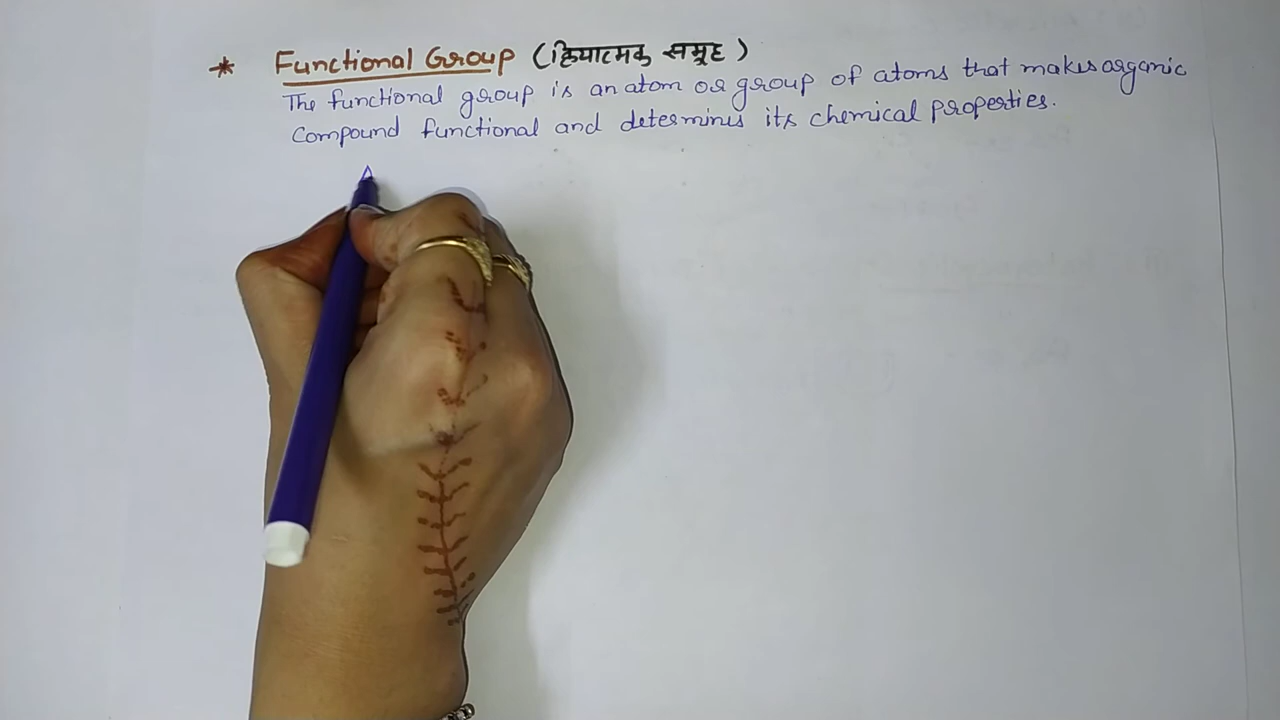 * Functional Group (क्रियात्मक समूह)
The functional group is an atom or group of atoms that makes organic
Compound functional and determines its chemical properties.
A